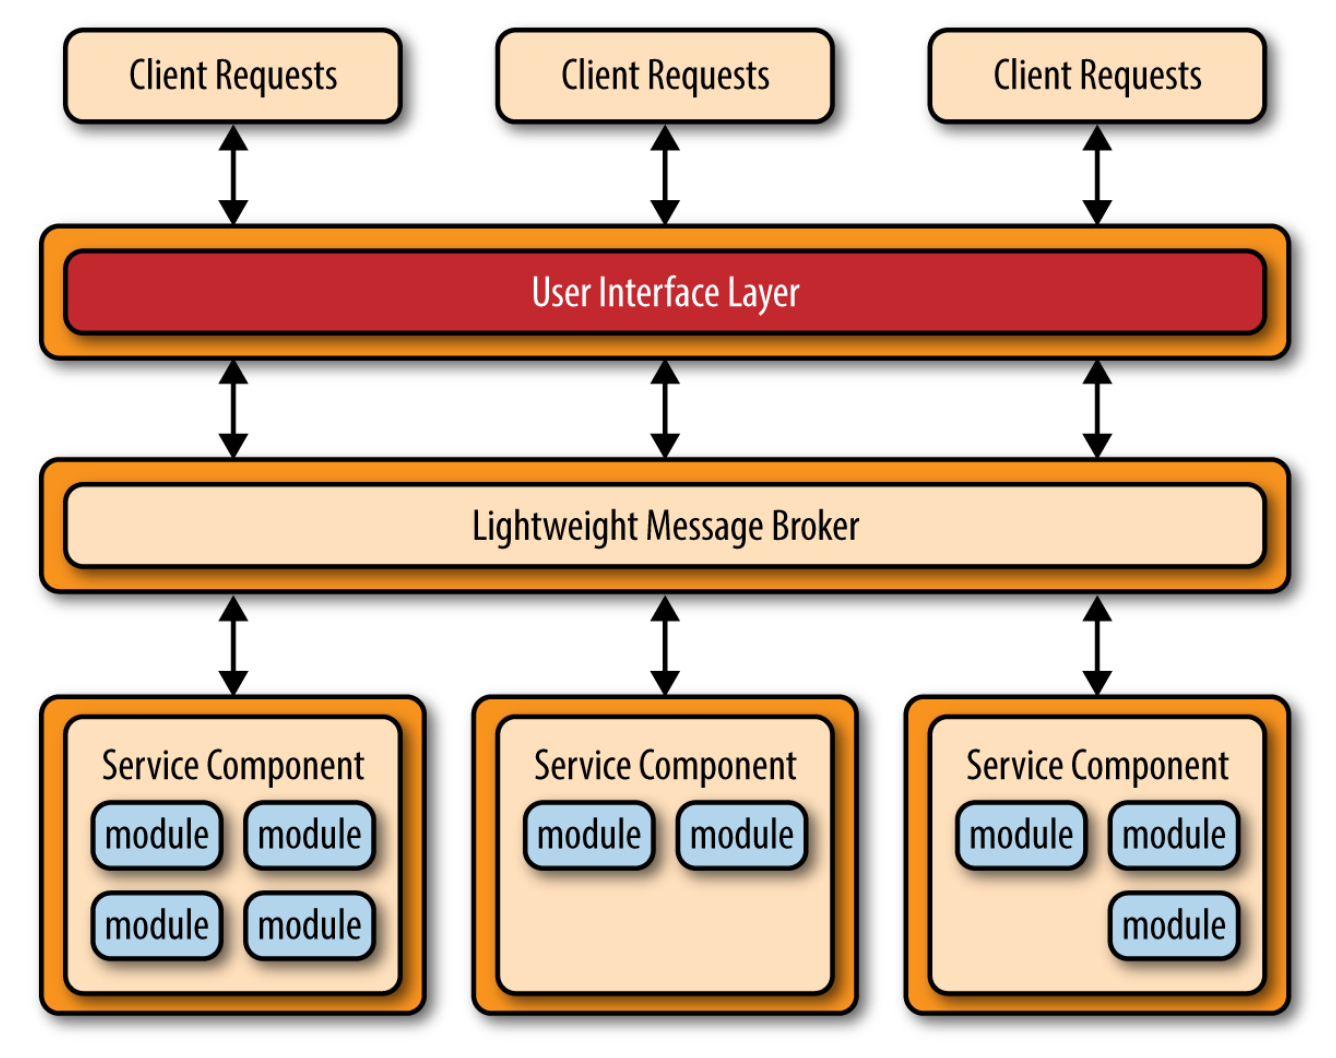 Client Requests
Client Requests
Client Requests
User Interface Layer
Lightweight Message Broker
Service Component
module
module
module
module
Service Component
module
module
Service Component
module
module
module